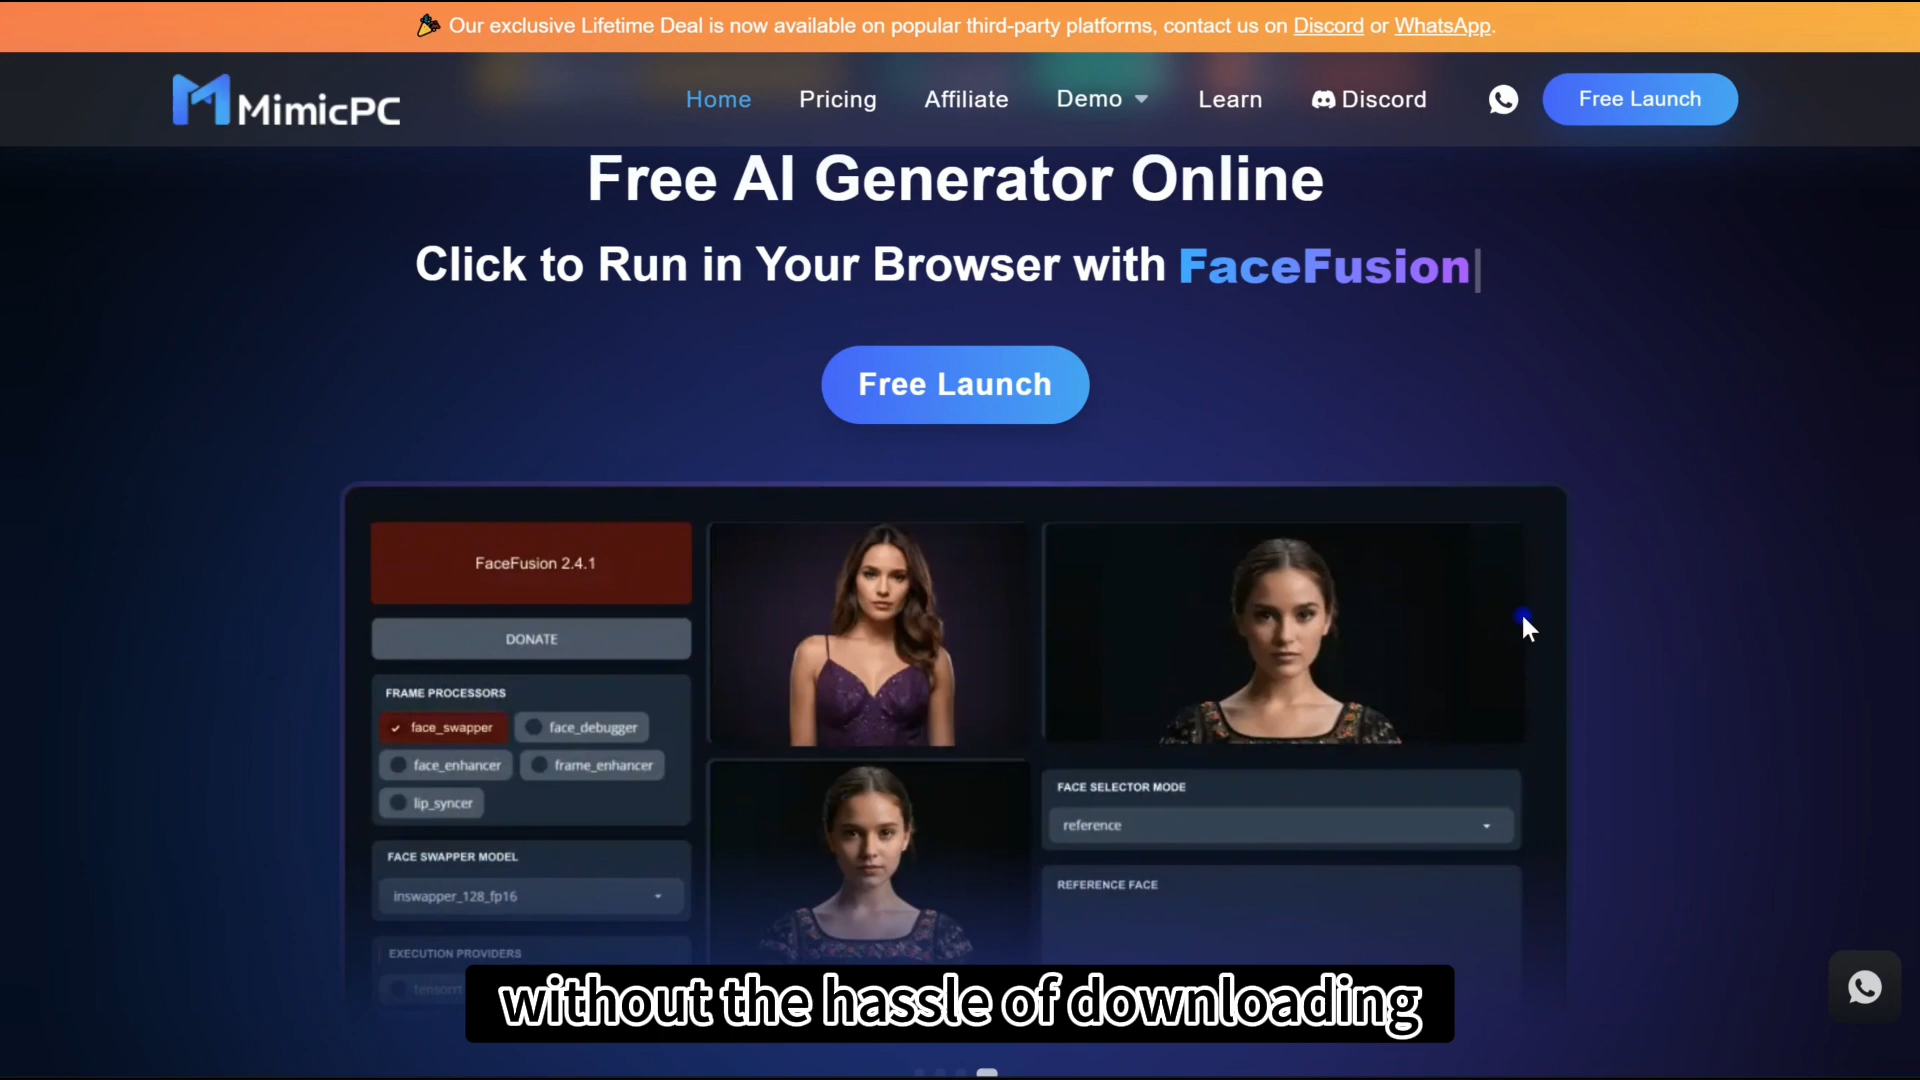 Our exclusive Lifetime Deal is now available on popular third-party platforms, contact us on Discord or WhatsApp.
MimicPC
Home
Pricing
Affiliate
Demo
Learn
Discord
Free Launch
Free AI Generator Online
Click to Run in Your Browser with FaceFusion
Free Launch
FaceFusion 2.4.1
DONATE
FRAME PROCESSORS
face_swapper
face_debugger
face_enhancer
frame_enhancer
lip_syncer
FACE SWAPPER MODEL
inswapper_128_fp16
EXECUTION PROVIDERS
tensorrt
FACE SELECTOR MODE
reference
REFERENCE FACE
without the hassle of downloading